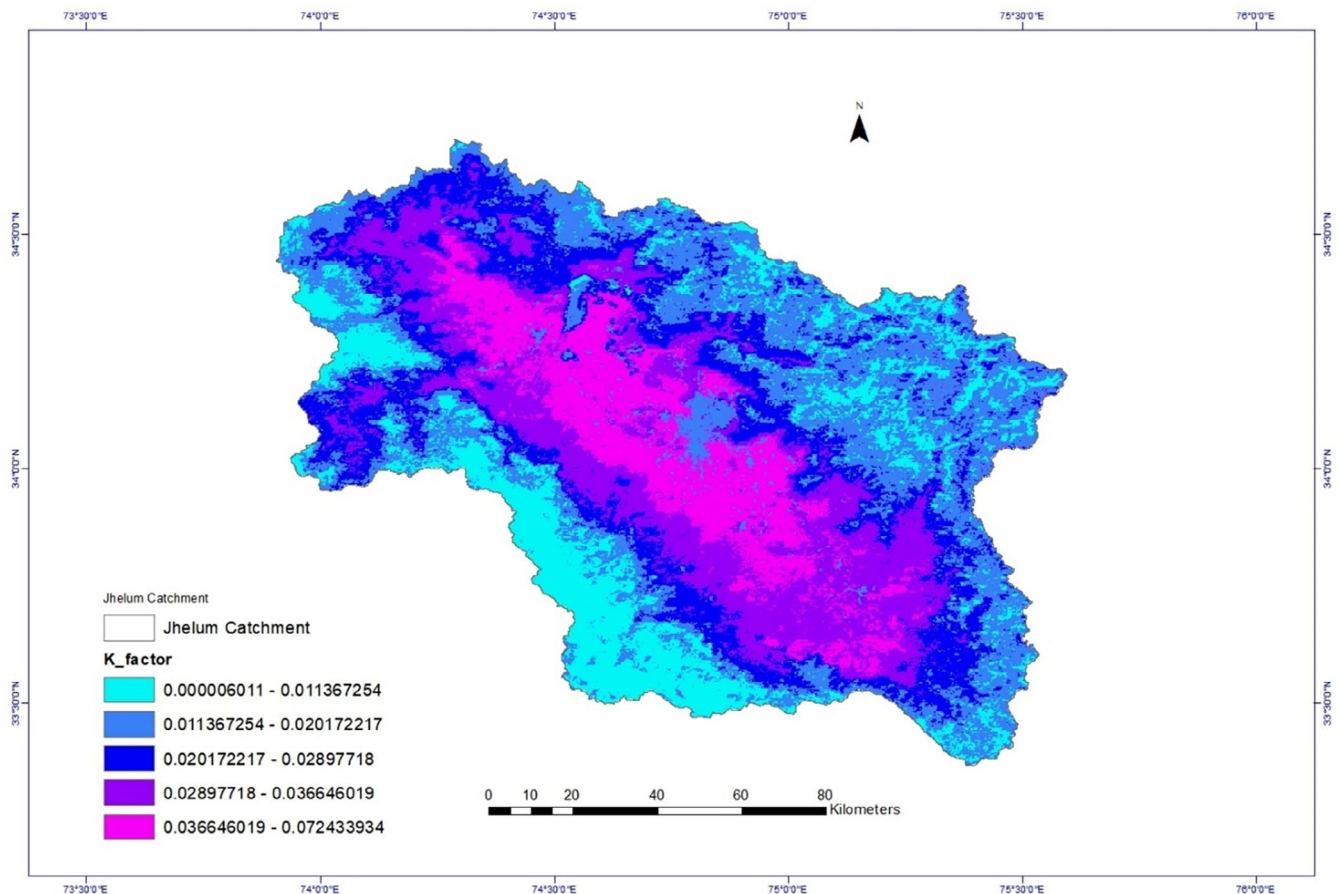 73°30'0"E 74°0'0"E 74°30'0"E 75°0'0"E 75°30'0"E 76°0'0"E
N
34°30'0"N 34°30'0"N
34°0'0"N 34°0'0"N
33°30'0"N 33°30'0"N
Jhelum Catchment
Jhelum Catchment
K_factor
0.000006011 - 0.011367254
0.011367254 - 0.020172217
0.020172217 - 0.02897718
0.02897718 - 0.036646019
0.036646019 - 0.072433934
0 10 20 40 60 80
Kilometers
73°30'0"E 74°0'0"E 74°30'0"E 75°0'0"E 75°30'0"E 76°0'0"E